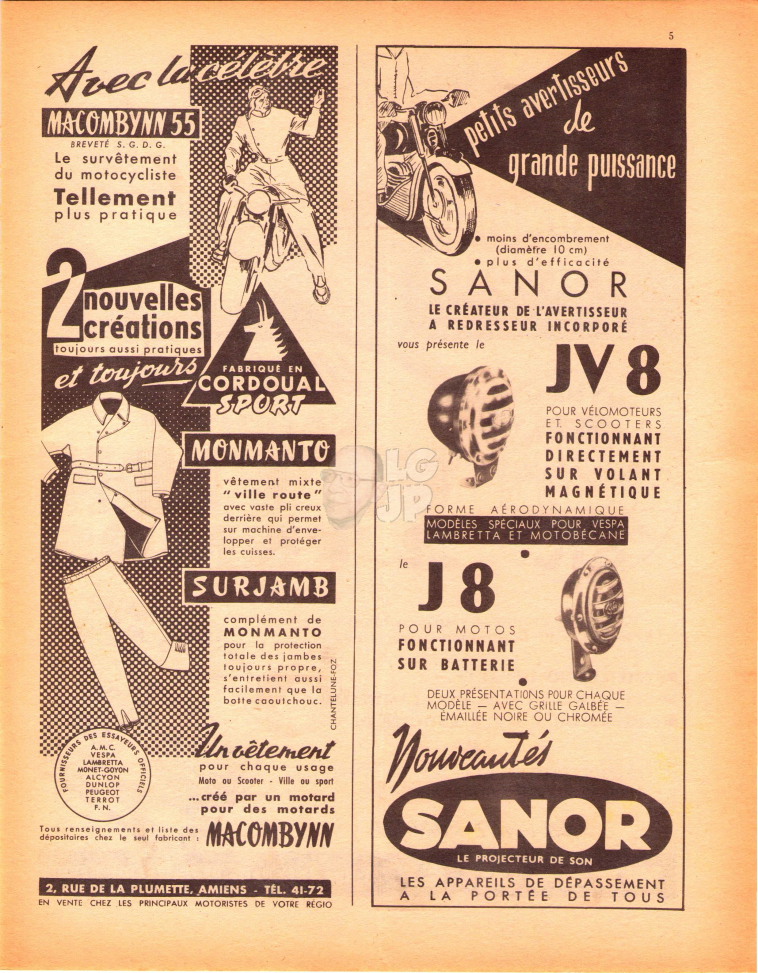 5
Avec la célèbre
MACOMBYNN 55
BREVETÉ S. G. D. G.
Le survêtement
du motocycliste
Tellement
plus pratique
2 nouvelles
créations
toujours aussi pratiques
et toujours
FABRIQUÉ EN
CORDOUAL
SPORT
MONMANTO
vêtement mixte
"ville route"
avec vaste pli creux
derrière qui permet
sur machine d'enve-
lopper et protéger
les cuisses.
SURJAMB
complément de
MONMANTO
pour la protection
totale des jambes
toujours propre,
s'entretient aussi
facilement que la
botte caoutchouc.
CHANTELUNE-FOZ
FOURNISSEURS DES ESSAYEURS OFFICIELS
A.M.C.
VESPA
LAMBRETTA
MONET-GOYON
ALCYON
DUNLOP
PEUGEOT
TERROT
F. N.
Un vêtement
pour chaque usage
Moto ou Scooter - Ville ou sport
...créé par un motard
pour des motards
Tous renseignements et liste des
dépositaires chez le seul fabricant :
MACOMBYNN
2, RUE DE LA PLUMETTE, AMIENS - TÉL. 41-72
EN VENTE CHEZ LES PRINCIPAUX MOTORISTES DE VOTRE RÉGIO
petits avertisseurs
de
grande puissance
• moins d'encombrement
(diamètre 10 cm)
• plus d'efficacité
SANOR
LE CRÉATEUR DE L'AVERTISSEUR
A REDRESSEUR INCORPORÉ
vous présente le
JV8
POUR VÉLOMOTEURS
ET SCOOTERS
FONCTIONNANT
DIRECTEMENT
SUR VOLANT
MAGNÉTIQUE
FORME AÉRODYNAMIQUE
MODÈLES SPÉCIAUX POUR VESPA
LAMBRETTA ET MOTOBÉCANE
le
J8
POUR MOTOS
FONCTIONNANT
SUR BATTERIE
DEUX PRÉSENTATIONS POUR CHAQUE
MODÈLE — AVEC GRILLE GALBÉE —
EMAILLÉE NOIRE OU CHROMÉE
Nouveautés
SANOR
LE PROJECTEUR DE SON
LES APPAREILS DE DÉPASSEMENT
A LA PORTÉE DE TOUS
LG
UP